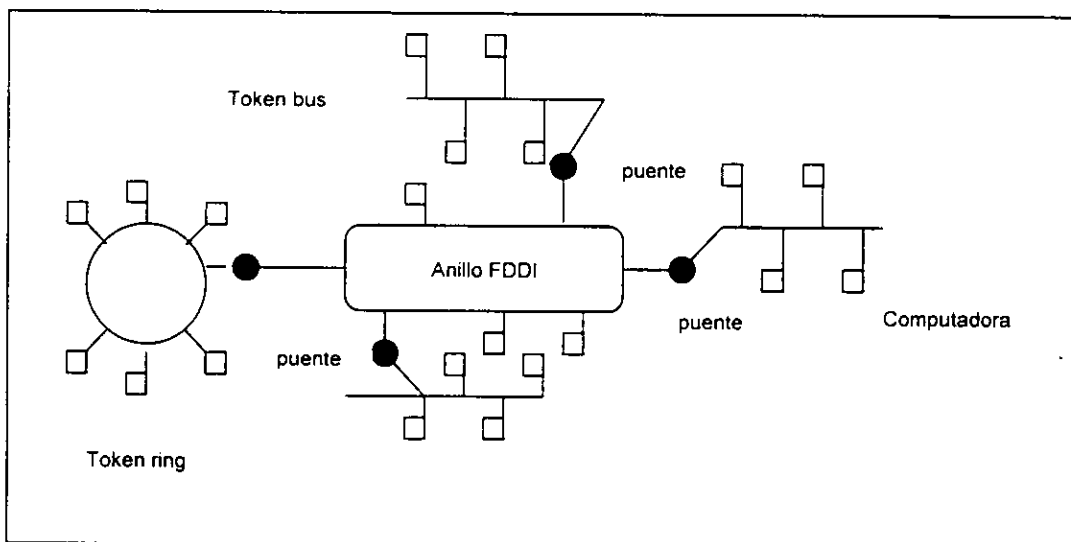 Token bus
puente
Anillo FDDI
puente
Computadora
puente
Token ring